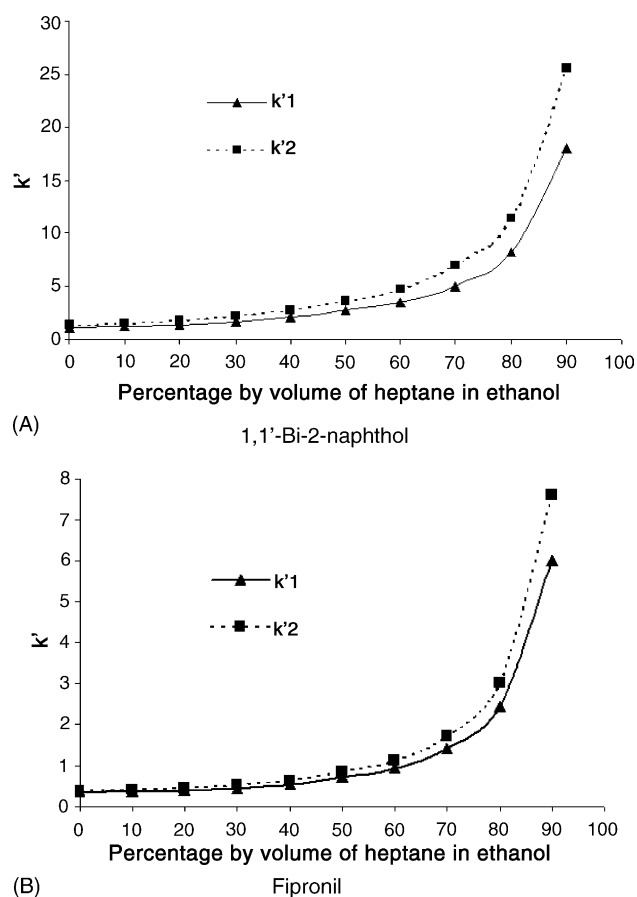 30
25
20
15
10
5
0
k'
k'1
k'2
0 10 20 30 40 50 60 70 80 90 100
Percentage by volume of heptane in ethanol
(A)
1,1'-Bi-2-naphthol
8
7
6
5
4
3
2
1
0
k'
k'1
k'2
0 10 20 30 40 50 60 70 80 90 100
Percentage by volume of heptane in ethanol
(B)
Fipronil